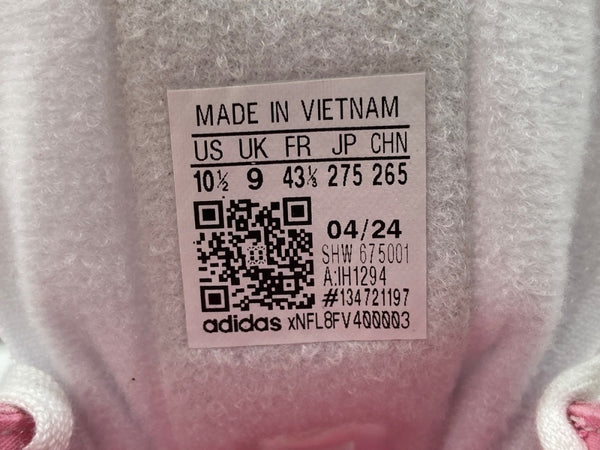 MADE IN VIETNAM
US UK FR JP CHN
10½ 9 43⅓ 275 265
04/24
SHW 675001
A:IH1294
#134721197
adidas xNFL8FV400003